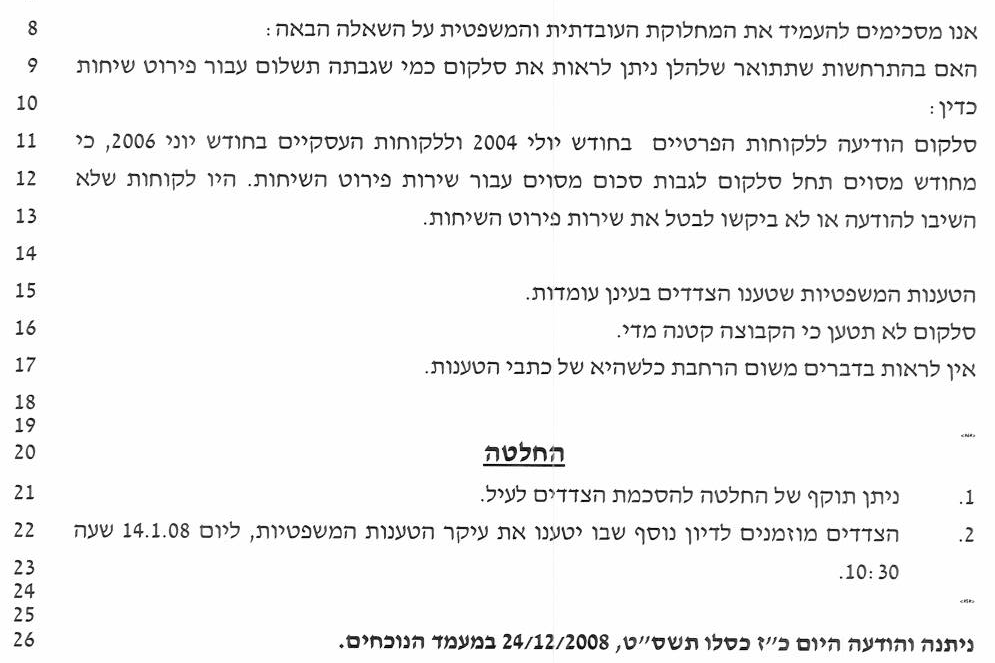 אנו מסכימים להעמיד את המחלוקת העובדתית והמשפטית על השאלה הבאה: 8
האם בהתרחשות שתתואר שלהלן ניתן לראות את סלקום כמי שגבתה תשלום עבור פירוט שיחות 9
כדין: 10
סלקום הודיעה ללקוחות הפרטיים בחודש יולי 2004 וללקוחות העסקיים בחודש יוני 2006, כי 11
מחודש מסוים תחל סלקום לגבות סכום מסוים עבור שירות פירוט השיחות. היו לקוחות שלא 12
השיבו להודעה או לא ביקשו לבטל את שירות פירוט השיחות. 13
14
הטענות המשפטיות שטענו הצדדים בעינן עומדות. 15
סלקום לא תטען כי הקבוצה קטנה מדי. 16
אין לראות בדברים משום הרחבת כלשהיא של כתבי הטענות. 17
18
19
החלטה 20
1. ניתן תוקף של החלטה להסכמת הצדדים לעיל. 21
2. הצדדים מוזמנים לדיון נוסף שבו יטענו את עיקר הטענות המשפטיות, ליום 14.1.08 שעה 22
10:30. 23
24
25
ניתנה והודעה היום כ״ז כסלו תשס״ט, 24/12/2008 במעמד הנוכחים. 26